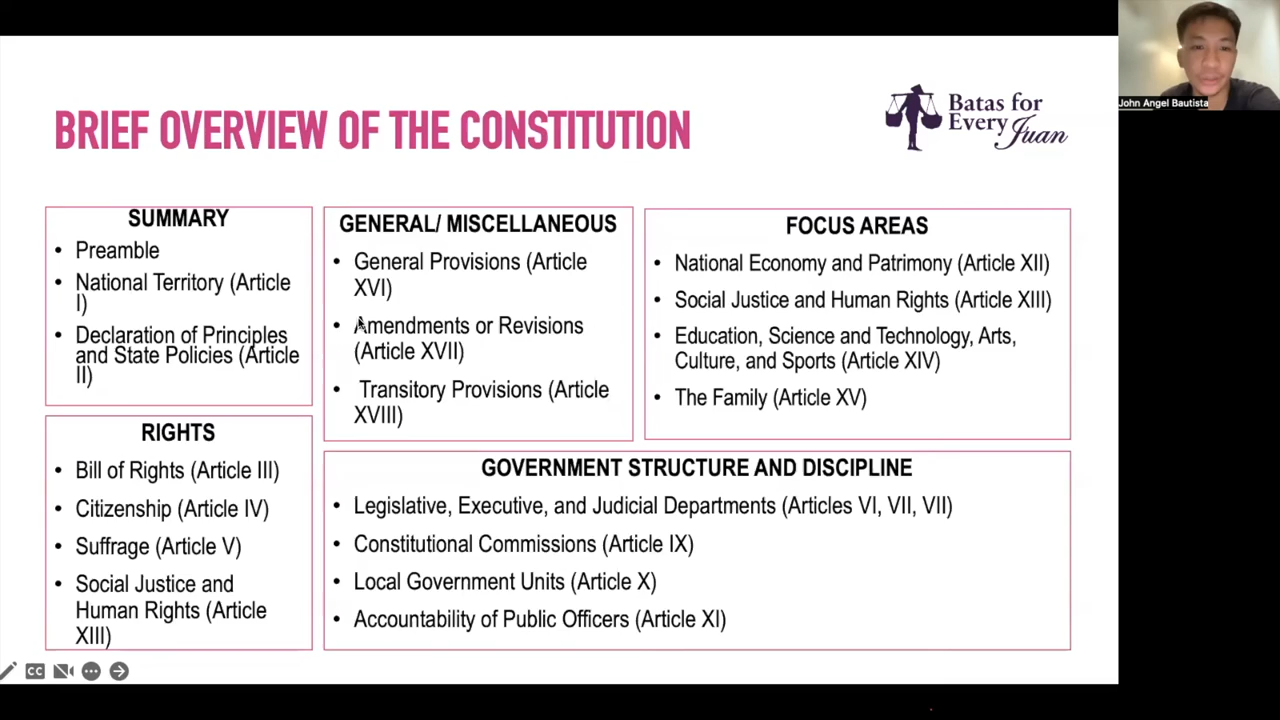 BRIEF OVERVIEW OF THE CONSTITUTION
Batas for
Every Juan
John Angel Bautista
SUMMARY
• Preamble
• National Territory (Article
I)
• Declaration of Principles
and State Policies (Article
II)
GENERAL/ MISCELLANEOUS
• General Provisions (Article
XVI)
• Amendments or Revisions
(Article XVII)
• Transitory Provisions (Article
XVIII)
FOCUS AREAS
• National Economy and Patrimony (Article XII)
• Social Justice and Human Rights (Article XIII)
• Education, Science and Technology, Arts,
Culture, and Sports (Article XIV)
• The Family (Article XV)
RIGHTS
• Bill of Rights (Article III)
• Citizenship (Article IV)
• Suffrage (Article V)
• Social Justice and
Human Rights (Article
XIII)
GOVERNMENT STRUCTURE AND DISCIPLINE
• Legislative, Executive, and Judicial Departments (Articles VI, VII, VII)
• Constitutional Commissions (Article IX)
• Local Government Units (Article X)
• Accountability of Public Officers (Article XI)
CC